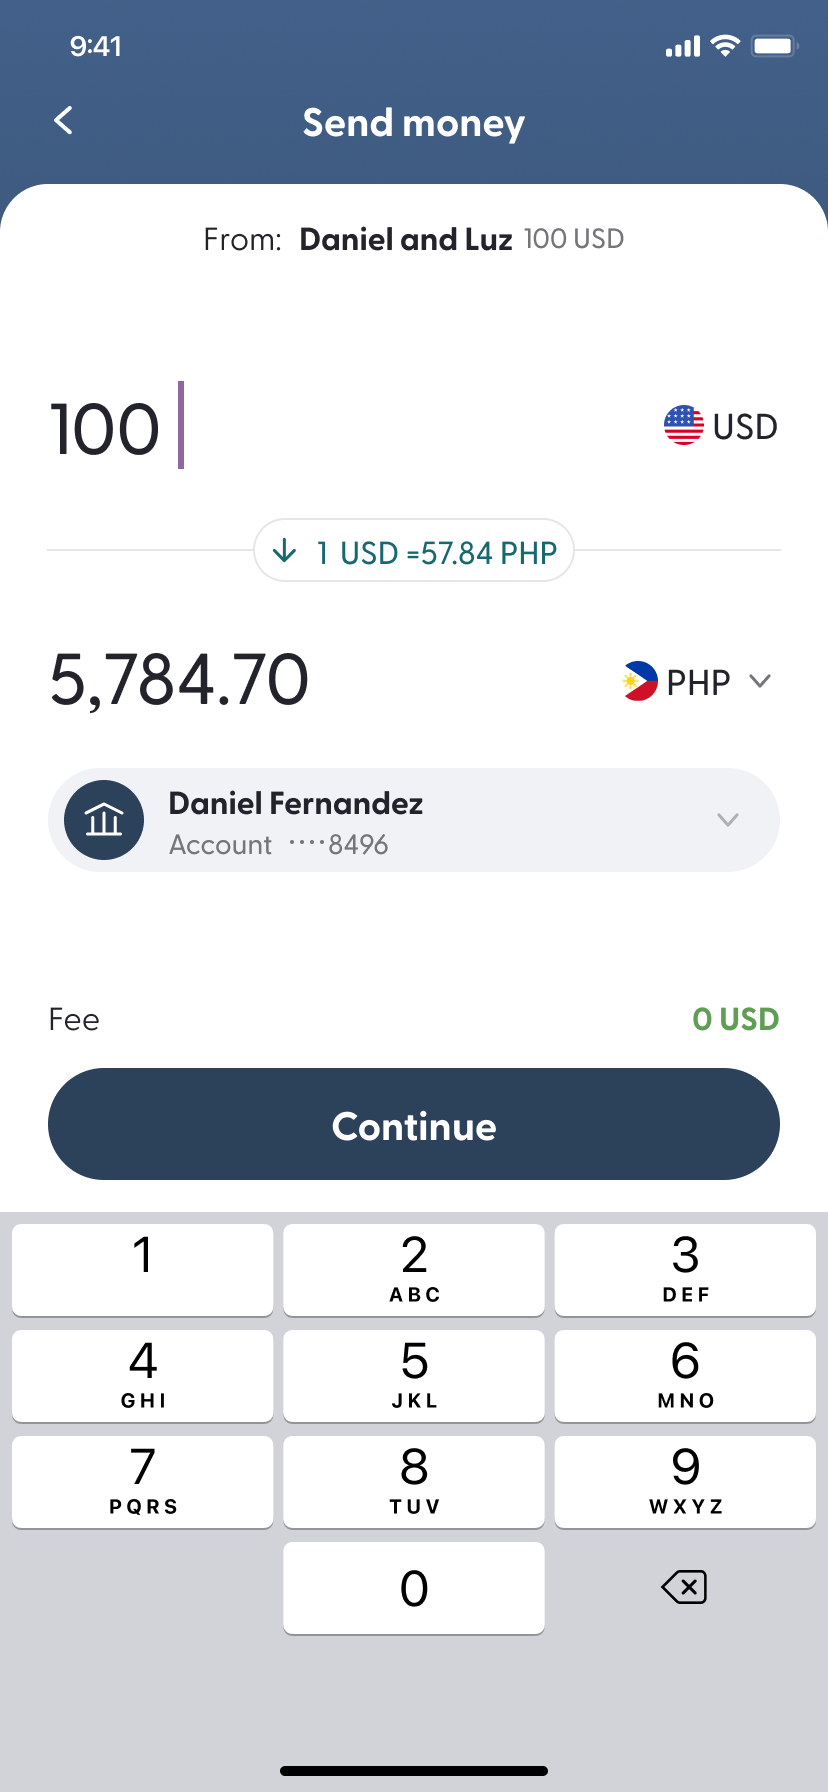 9:41
Send money
From: Daniel and Luz 100 USD
100 USD
1 USD =57.84 PHP
5,784.70 PHP
Daniel Fernandez
Account ····8496
Fee 0 USD
Continue
1 2 3
ABC DEF
4 5 6
GHI JKL MNO
7 8 9
PQRS TUV WXYZ
0